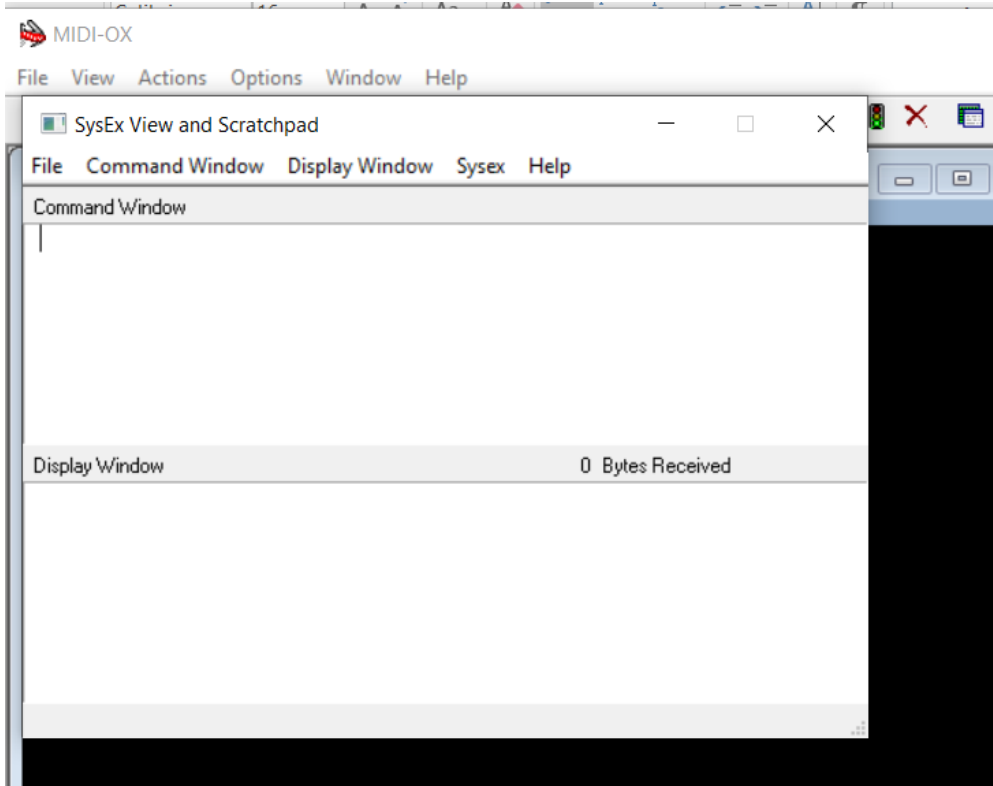 MIDI-OX
File View Actions Options Window Help
SysEx View and Scratchpad
File Command Window Display Window Sysex Help
Command Window
Display Window 0 Bytes Received